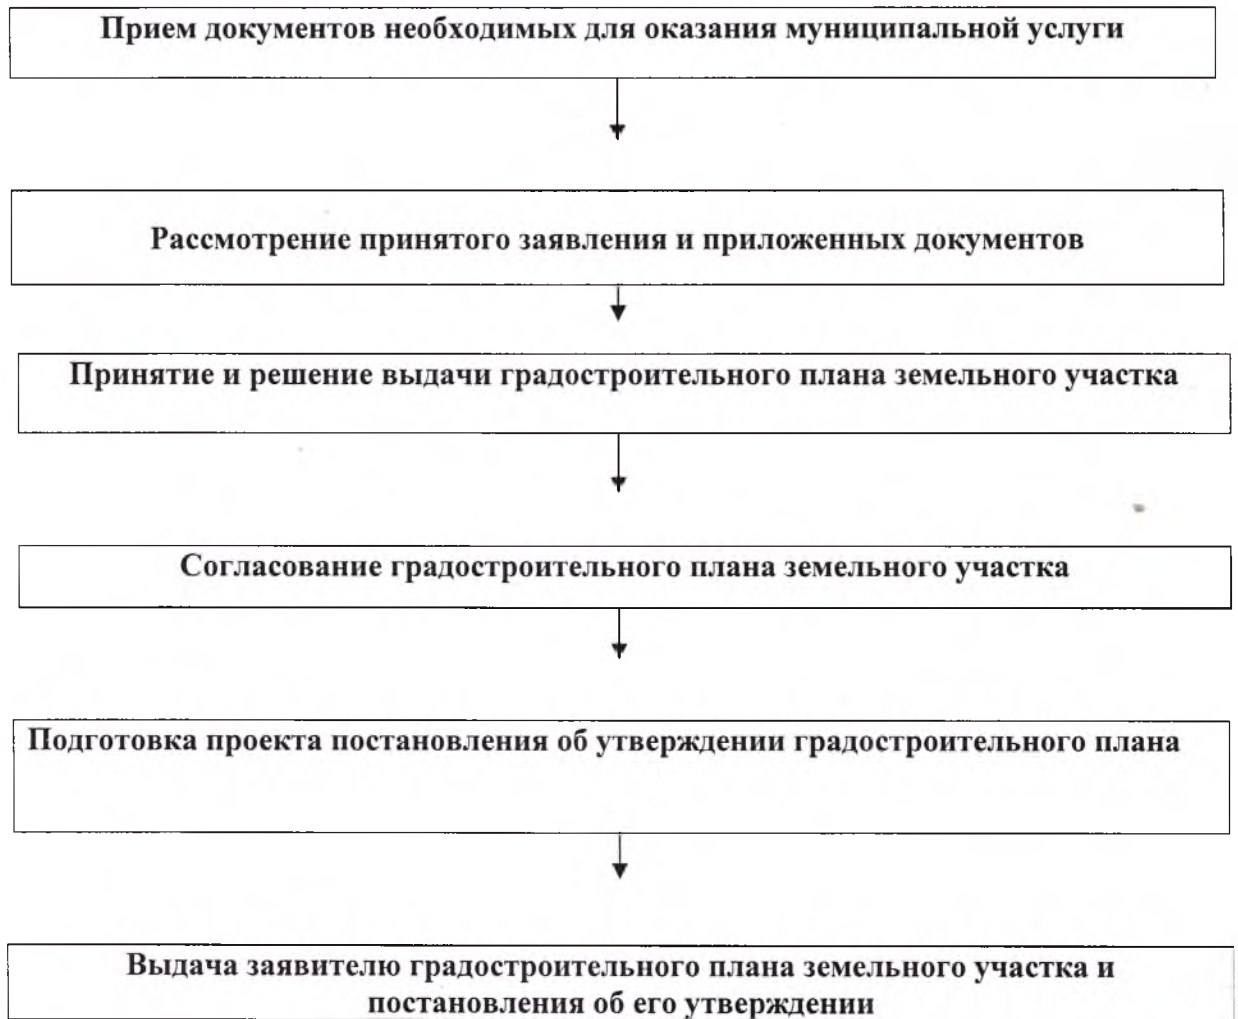 Прием документов необходимых для оказания муниципальной услуги
Рассмотрение принятого заявления и приложенных документов
Принятие и решение выдачи градостроительного плана земельного участка
Согласование градостроительного плана земельного участка
Подготовка проекта постановления об утверждении градостроительного плана
Выдача заявителю градостроительного плана земельного участка и
постановления об его утверждении